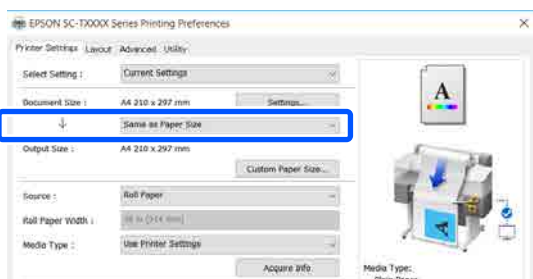 EPSON SC-TXXXX Series Printing Preferences
Printer Settings Layout Advanced Utility
Select Setting : Current Settings
Document Size : A4 210 x 297 mm Settings...
Same as Paper Size
Output Size : A4 210 x 297 mm
Custom Paper Size...
Source : Roll Paper
Roll Paper Width :
Media Type : Use Printer Settings
Acquire Info
A
A
Media Type:
Plain Paper